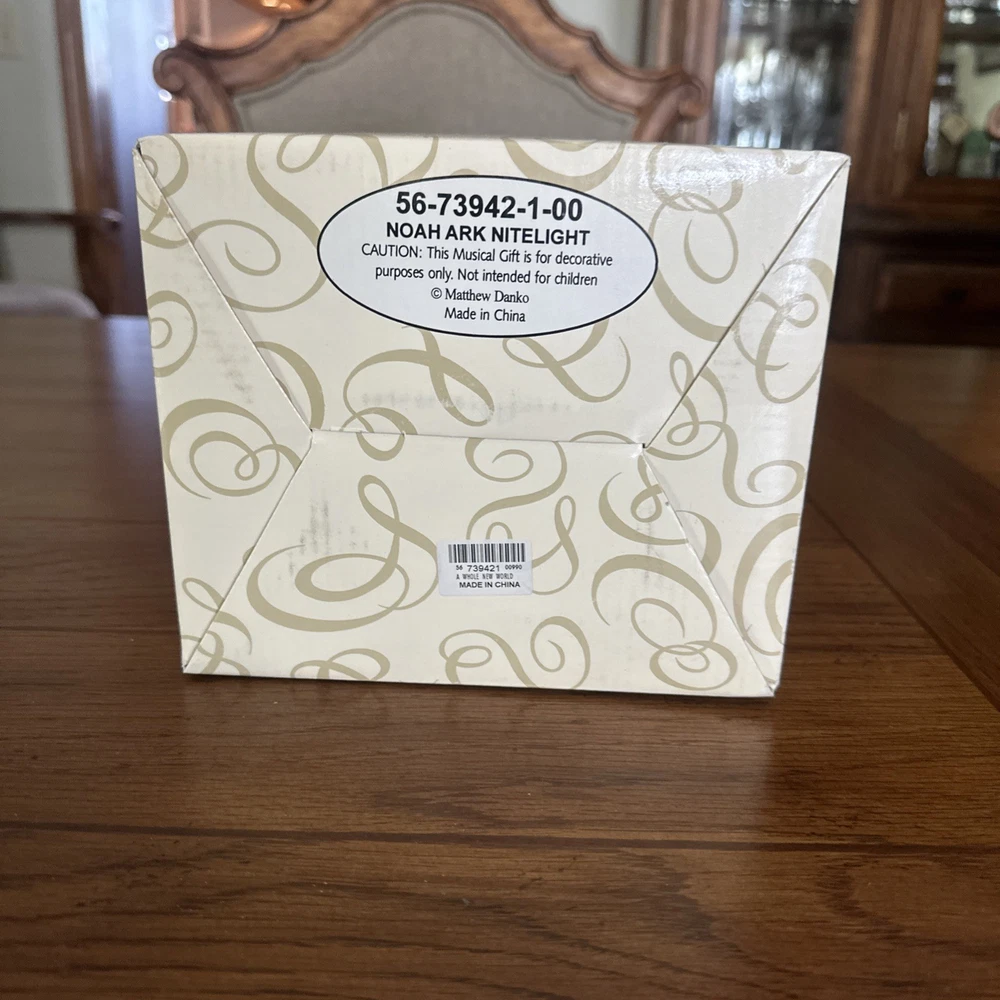 56-73942-1-00
NOAH ARK NITELIGHT
CAUTION: This Musical Gift is for decorative
purposes only. Not intended for children
© Matthew Danko
Made in China
56 739421 00990
A WHOLE NEW WORLD
MADE IN CHINA